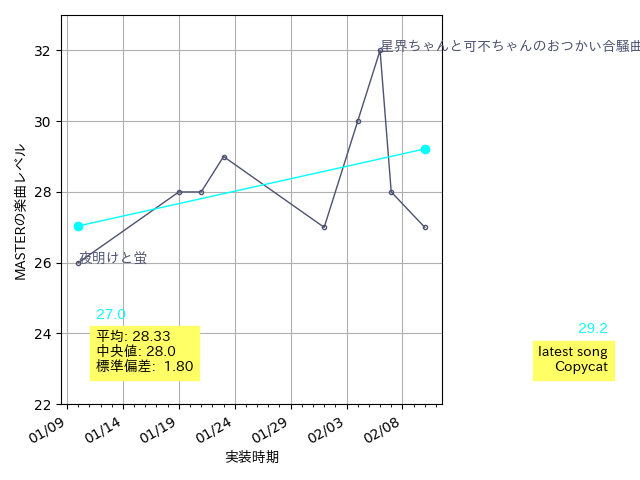 32
30
28
26
24
22
MASTERの楽曲レベル
星界ちゃんと可不ちゃんのおつかい合騒曲
夜明けと蛍
27.0
平均: 28.33
中央値: 28.0
標準偏差: 1.80
29.2
latest song
Copycat
01/09
01/14
01/19
01/24
01/29
02/03
02/08
実装時期